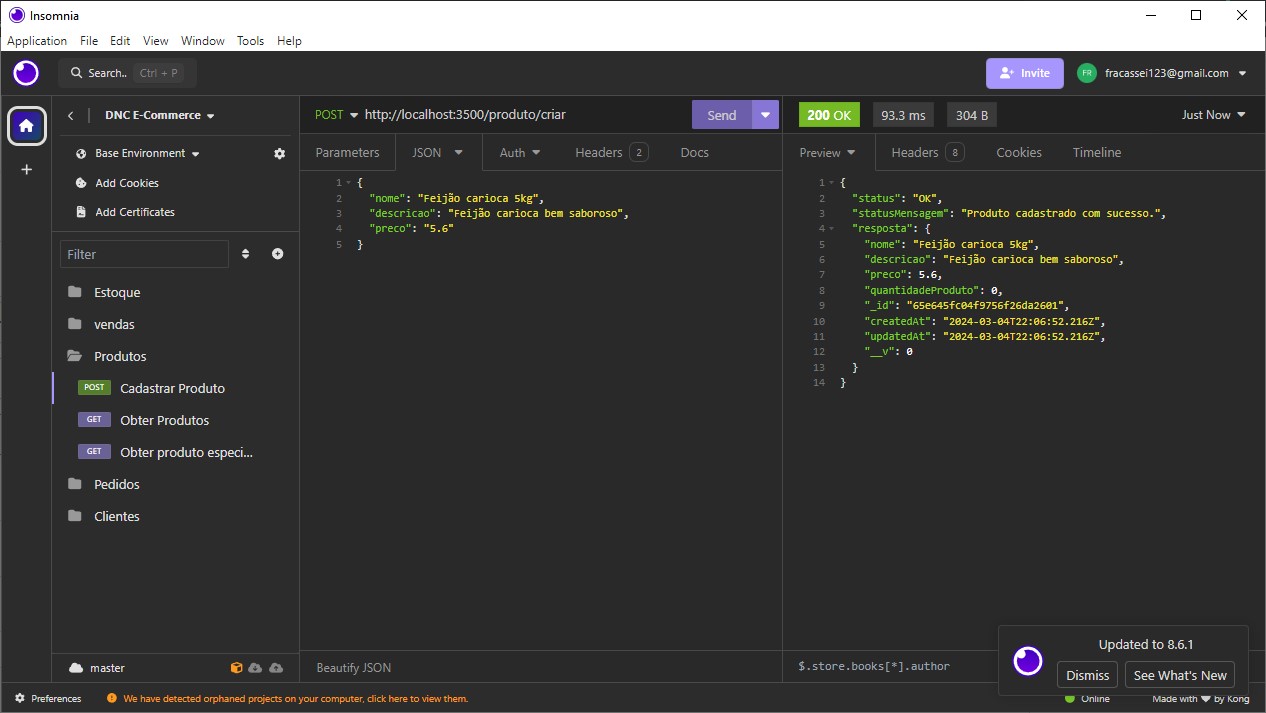 Insomnia
Application File Edit View Window Tools Help
Search.. Ctrl + P
Invite
FR fracassei123@gmail.com
DNC E-Commerce
Base Environment
Add Cookies
Add Certificates
Filter
Estoque
vendas
Produtos
POST Cadastrar Produto
GET Obter Produtos
GET Obter produto especi...
Pedidos
Clientes
master
POST http://localhost:3500/produto/criar
Send
Parameters JSON Auth Headers 2 Docs
1 {
2 "nome": "Feijão carioca 5kg",
3 "descricao": "Feijão carioca bem saboroso",
4 "preco": "5.6"
5 }
Beautify JSON
200 OK 93.3 ms 304 B Just Now
Preview Headers 8 Cookies Timeline
1 {
2 "status": "OK",
3 "statusMensagem": "Produto cadastrado com sucesso.",
4 "resposta": {
5 "nome": "Feijão carioca 5kg",
6 "descricao": "Feijão carioca bem saboroso",
7 "preco": 5.6,
8 "quantidadeProduto": 0,
9 "_id": "65e645fc04f9756f26da2601",
10 "createdAt": "2024-03-04T22:06:52.216Z",
11 "updatedAt": "2024-03-04T22:06:52.216Z",
12 "__v": 0
13 }
14 }
$.store.books[*].author
Updated to 8.6.1
Dismiss See What's New
Preferences
We have detected orphaned projects on your computer, click here to view them.
Online
Made with ❤ by Kong